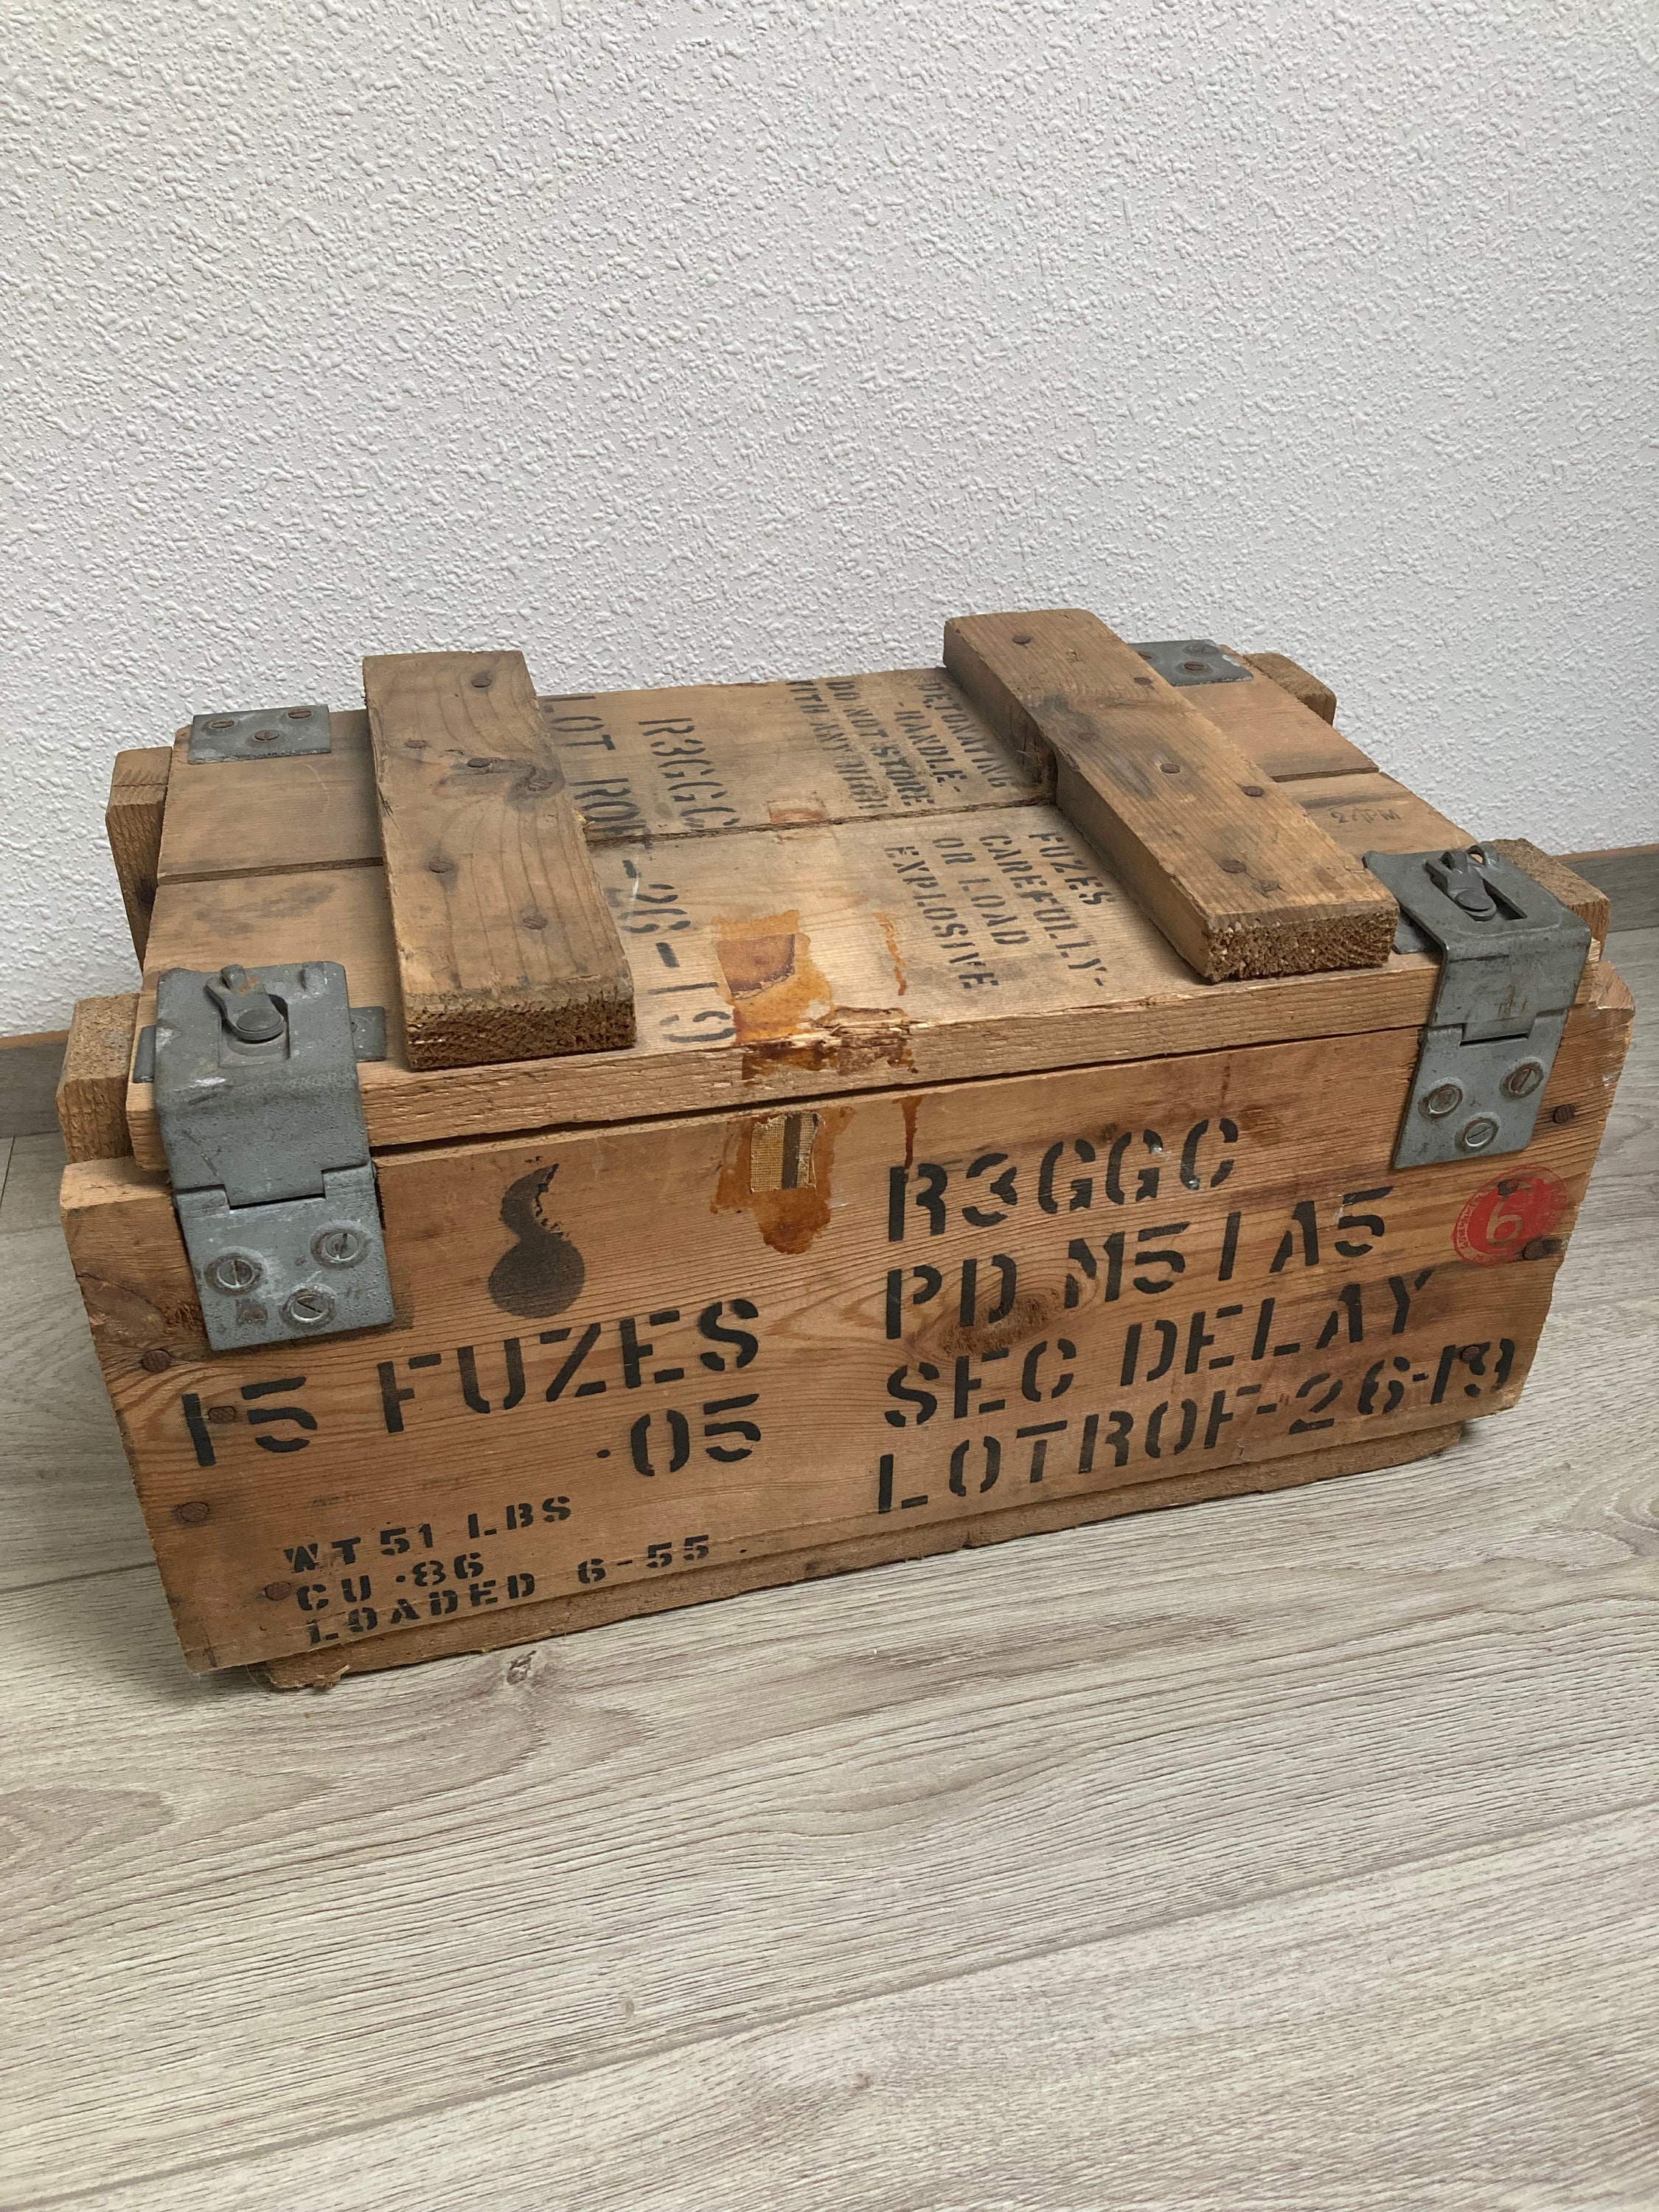 R3GGC
LOT ROF-26-19
DETONATING FUZES
-HANDLE- CAREFULLY-
DO NOT STORE OR LOAD
WITH ANY HIGH EXPLOSIVE
15 FUZES
.05
WT 51 LBS
CU .86
LOADED 6-55
R3GGC
PD M51A5
SEC DELAY
LOTROF-26-19
6